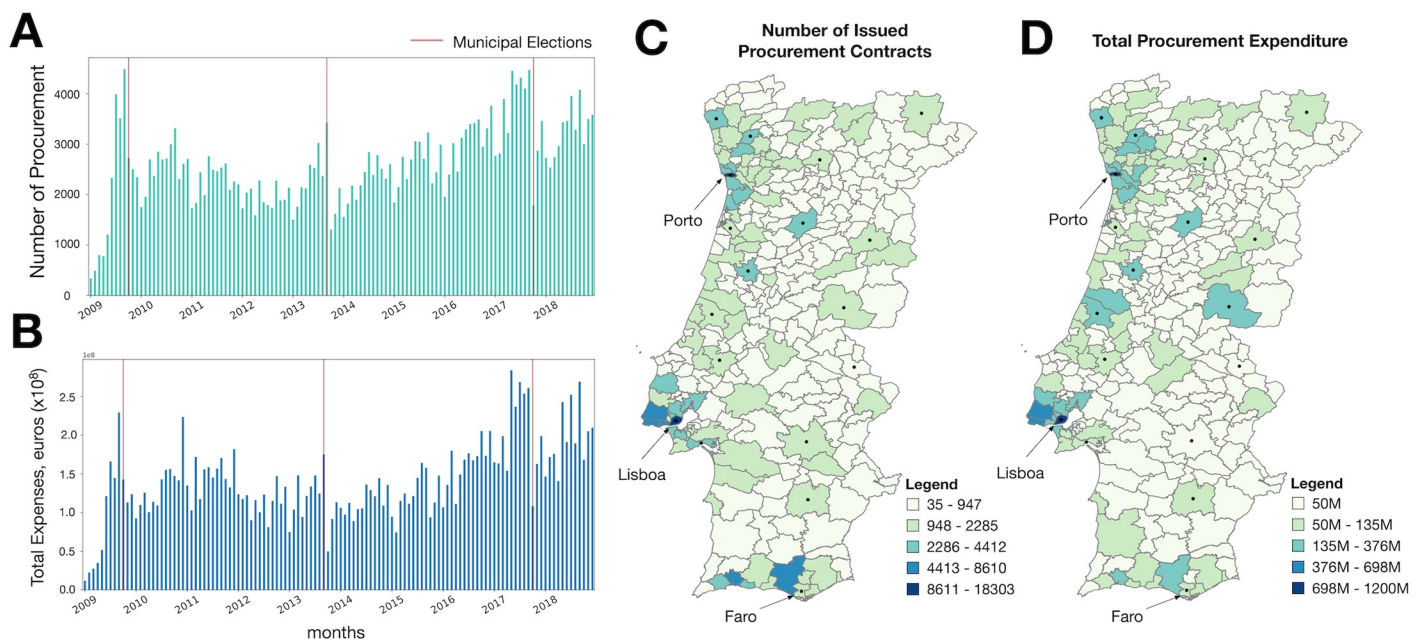 A
Municipal Elections
Number of Procurement
4000
3000
2000
1000
0
2009
2010
2011
2012
2013
2014
2015
2016
2017
2018
B
1e8
Total Expenses, euros (x10⁸)
2.5
2.0
1.5
1.0
0.5
0.0
2009
2010
2011
2012
2013
2014
2015
2016
2017
2018
months
C
Number of Issued
Procurement Contracts
Porto
Lisboa
Faro
Legend
35 - 947
948 - 2285
2286 - 4412
4413 - 8610
8611 - 18303
D
Total Procurement Expenditure
Porto
Lisboa
Faro
Legend
50M
50M - 135M
135M - 376M
376M - 698M
698M - 1200M